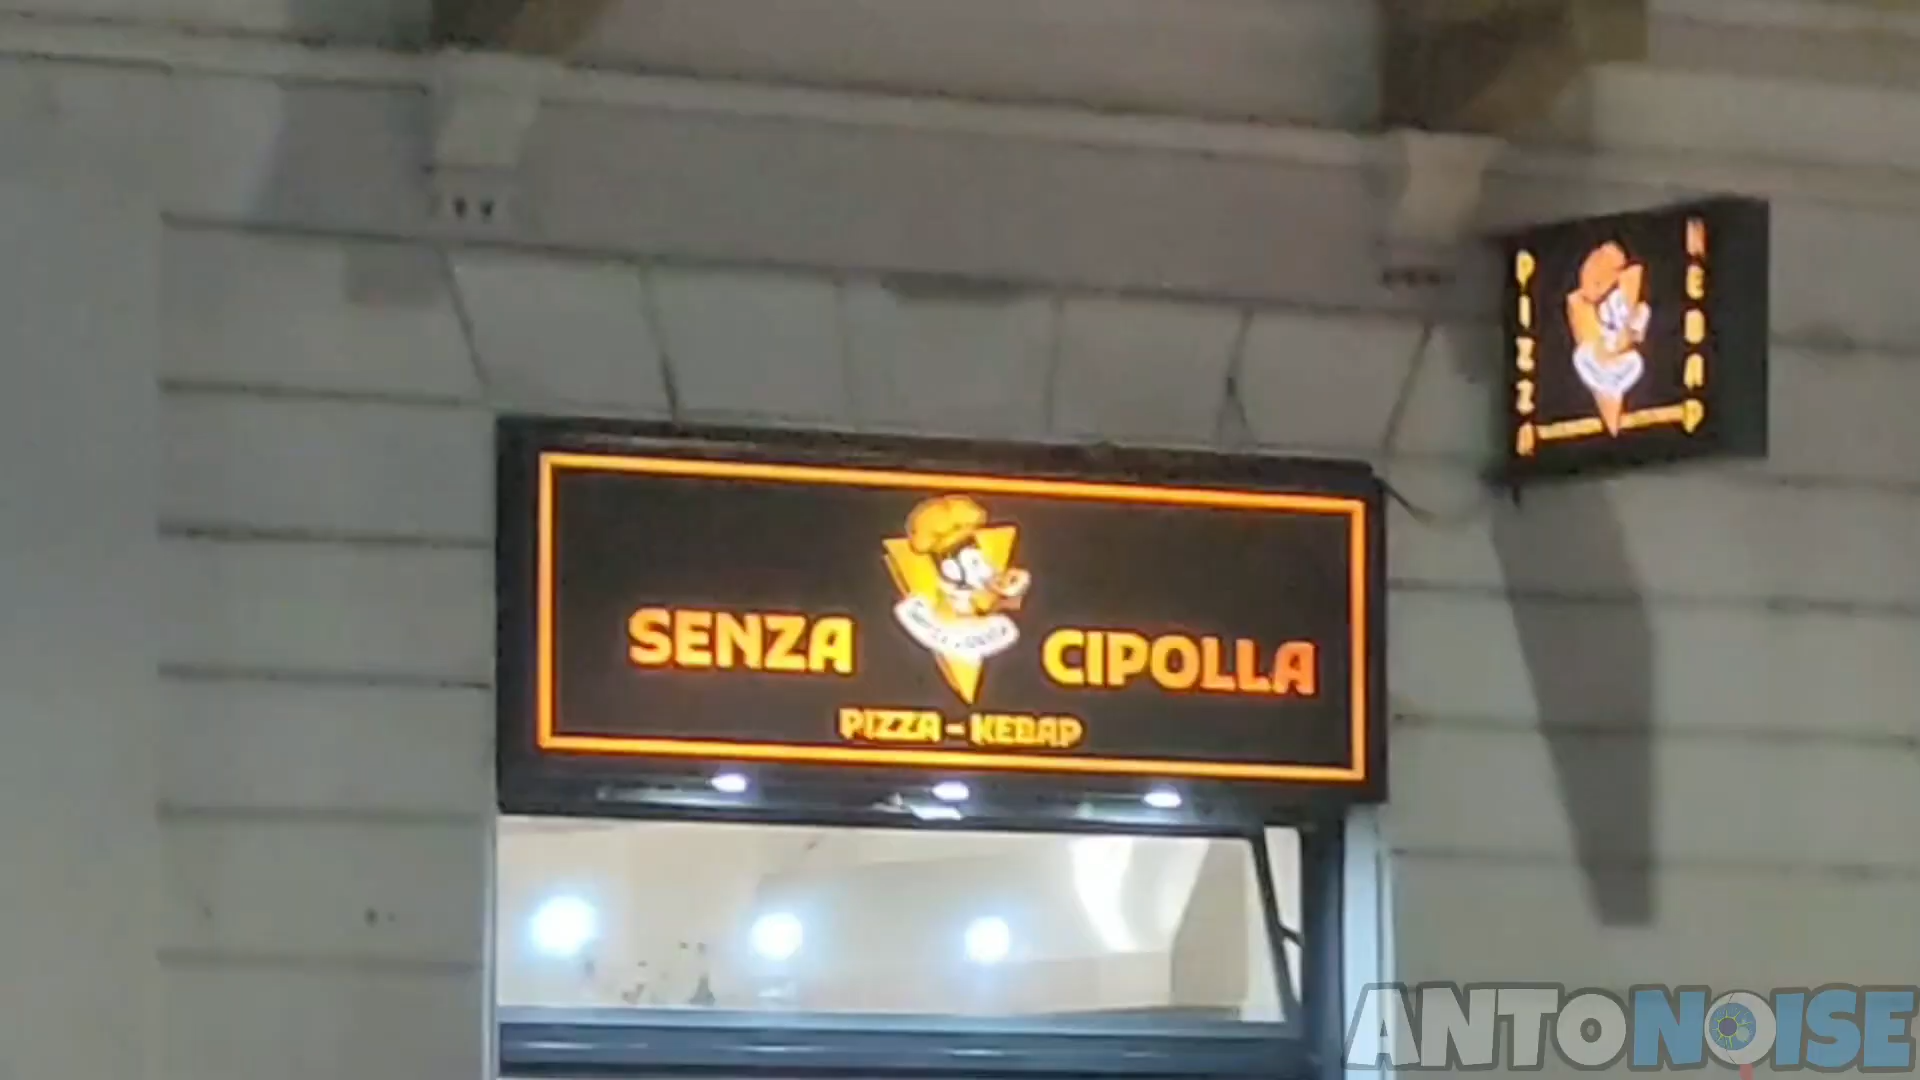 PIZZA
KEBAP
SENZA CIPOLLA
PIZZA - KEBAP
ANTONOISE